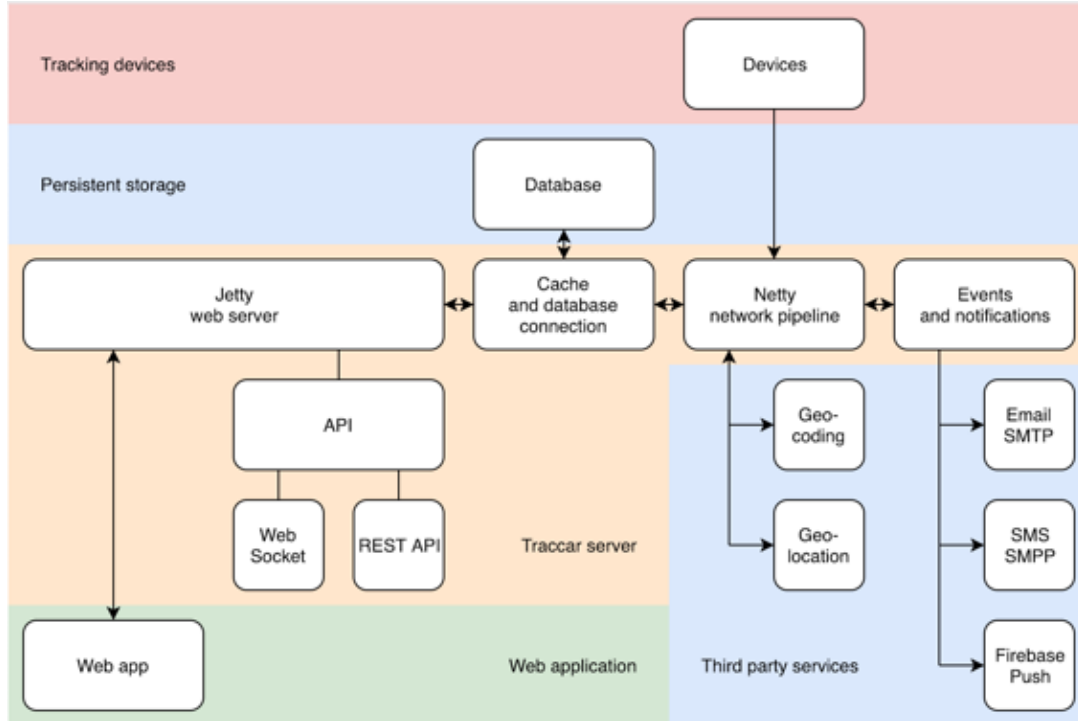 Tracking devices
Devices
Persistent storage
Database
Jetty
web server
Cache
and database
connection
Netty
network pipeline
Events
and notifications
API
Geo-
coding
Email
SMTP
Web
Socket
REST API
Traccar server
Geo-
location
SMS
SMPP
Web app
Web application
Third party services
Firebase
Push